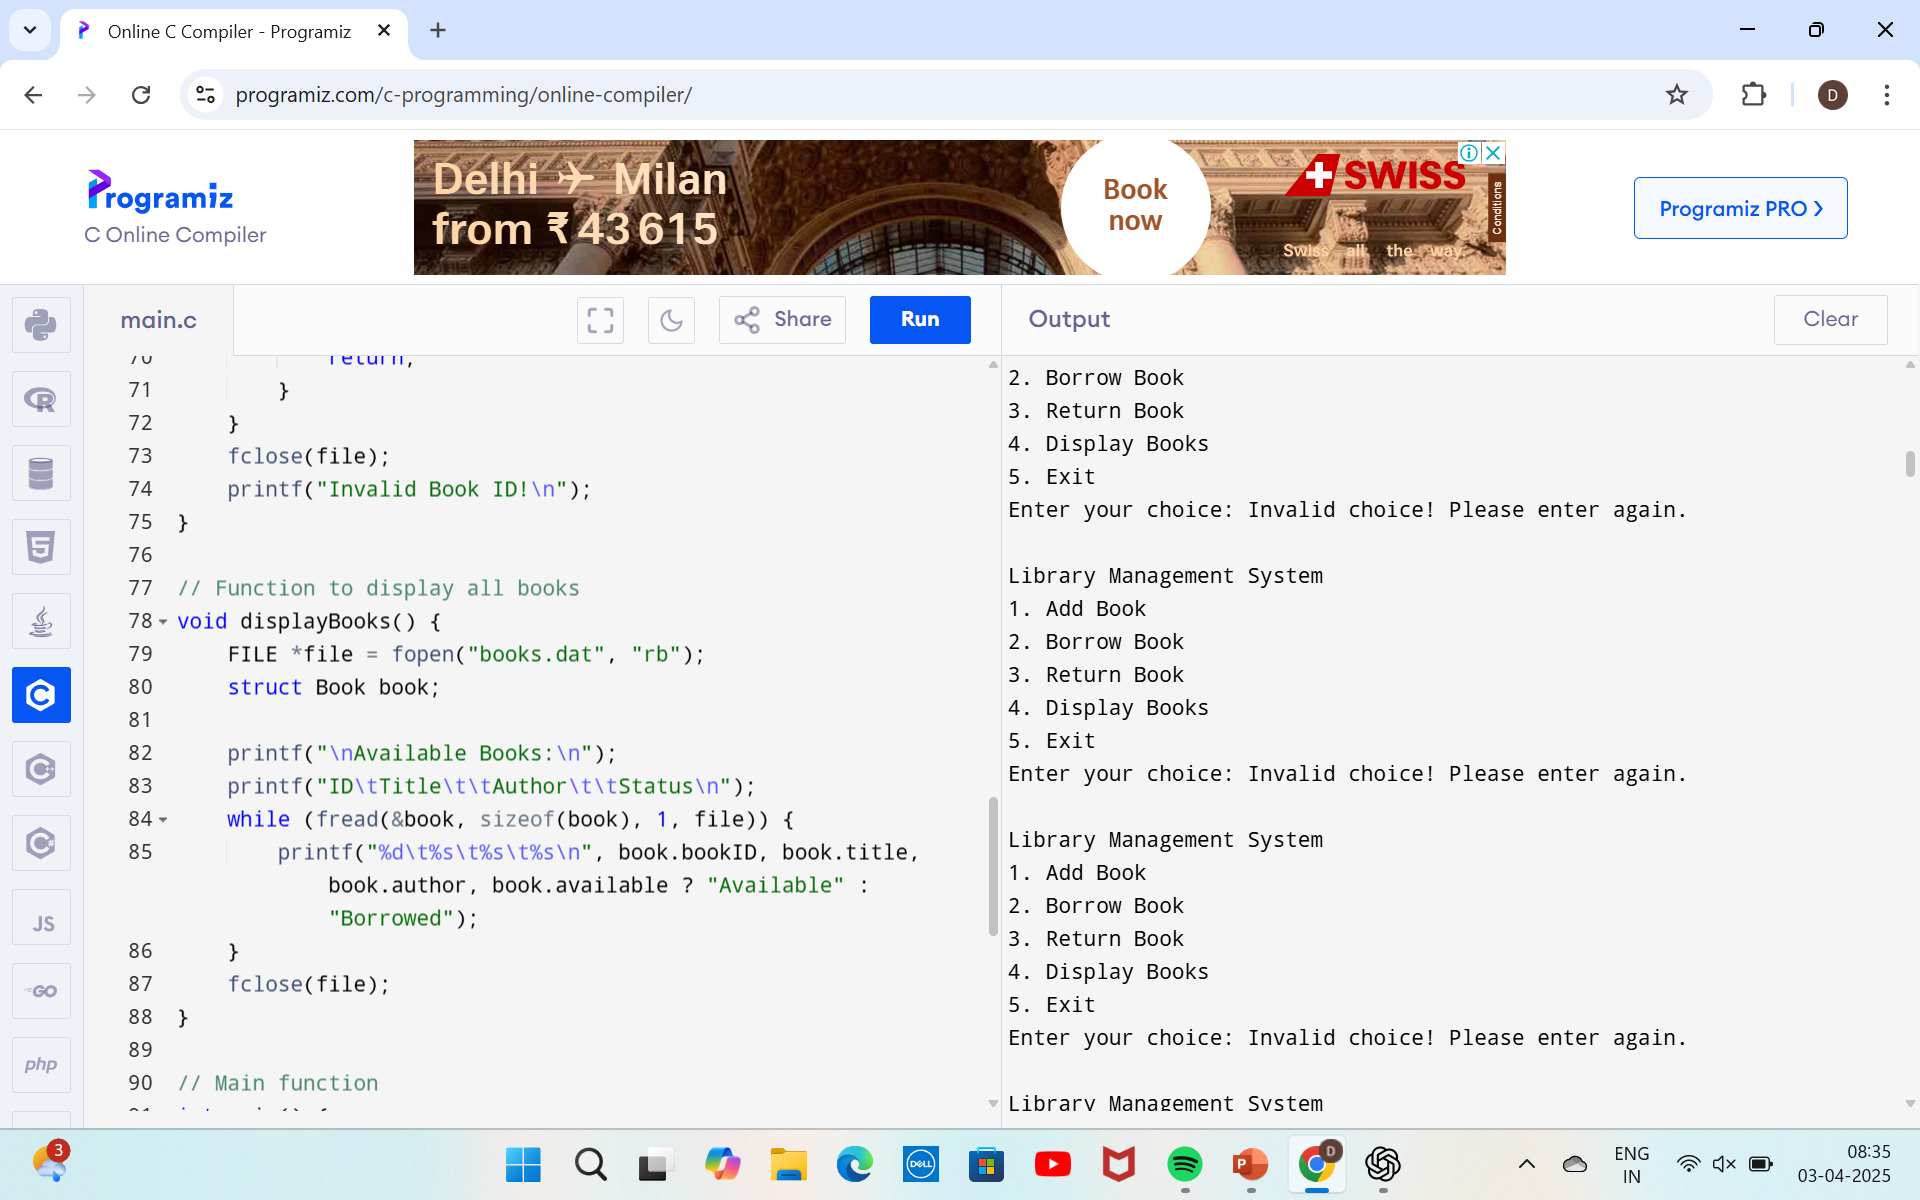 Online C Compiler - Programiz
programiz.com/c-programming/online-compiler/
D
Programiz
C Online Compiler
Delhi ✈ Milan
from ₹43 615
Book
now
SWISS
Swiss all the way.
Conditions
Programiz PRO ❯
main.c
Share
Run
Output
Clear
70 return;
71 }
72 }
73 fclose(file);
74 printf("Invalid Book ID!\n");
75 }
76
77 // Function to display all books
78 void displayBooks() {
79 FILE *file = fopen("books.dat", "rb");
80 struct Book book;
81
82 printf("\nAvailable Books:\n");
83 printf("ID\tTitle\t\tAuthor\t\tStatus\n");
84 while (fread(&book, sizeof(book), 1, file)) {
85 printf("%d\t%s\t%s\t%s\n", book.bookID, book.title,
book.author, book.available ? "Available" :
"Borrowed");
86 }
87 fclose(file);
88 }
89
90 // Main function
2. Borrow Book
3. Return Book
4. Display Books
5. Exit
Enter your choice: Invalid choice! Please enter again.
Library Management System
1. Add Book
2. Borrow Book
3. Return Book
4. Display Books
5. Exit
Enter your choice: Invalid choice! Please enter again.
Library Management System
1. Add Book
2. Borrow Book
3. Return Book
4. Display Books
5. Exit
Enter your choice: Invalid choice! Please enter again.
Library Management System
JS
GO
php
3
DELL
P
D
ENG
IN
08:35
03-04-2025